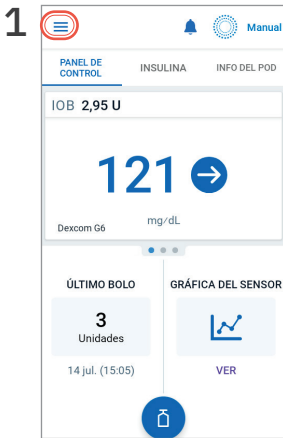 1
Manual
PANEL DE CONTROL INSULINA INFO DEL POD
IOB 2,95 U
121
mg/dL
Dexcom G6
ÚLTIMO BOLO GRÁFICA DEL SENSOR
3
Unidades
14 jul. (15:05) VER